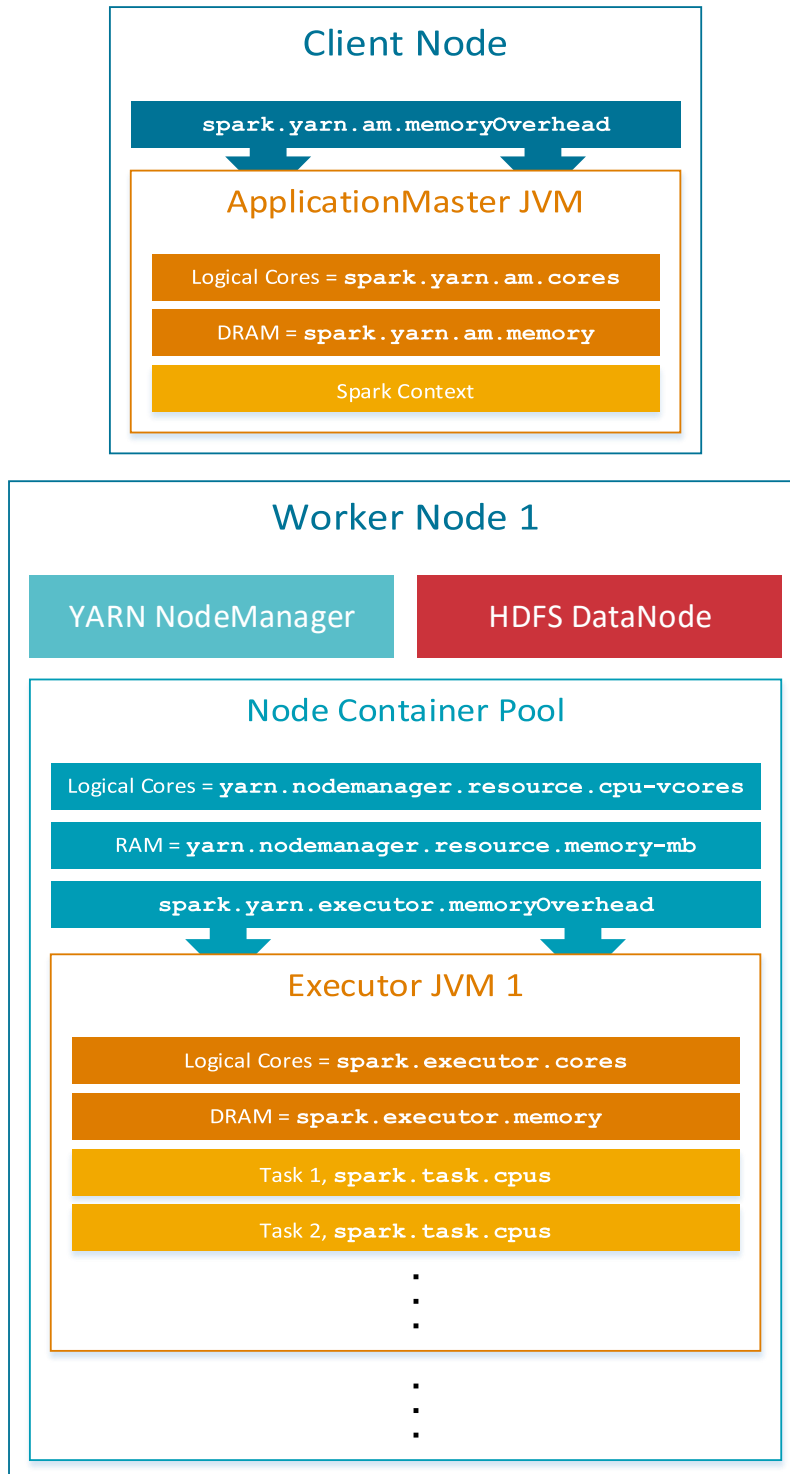 Client Node
spark.yarn.am.memoryOverhead
ApplicationMaster JVM
Logical Cores = spark.yarn.am.cores
DRAM = spark.yarn.am.memory
Spark Context
Worker Node 1
YARN NodeManager
HDFS DataNode
Node Container Pool
Logical Cores = yarn.nodemanager.resource.cpu-vcores
RAM = yarn.nodemanager.resource.memory-mb
spark.yarn.executor.memoryOverhead
Executor JVM 1
Logical Cores = spark.executor.cores
DRAM = spark.executor.memory
Task 1, spark.task.cpus
Task 2, spark.task.cpus